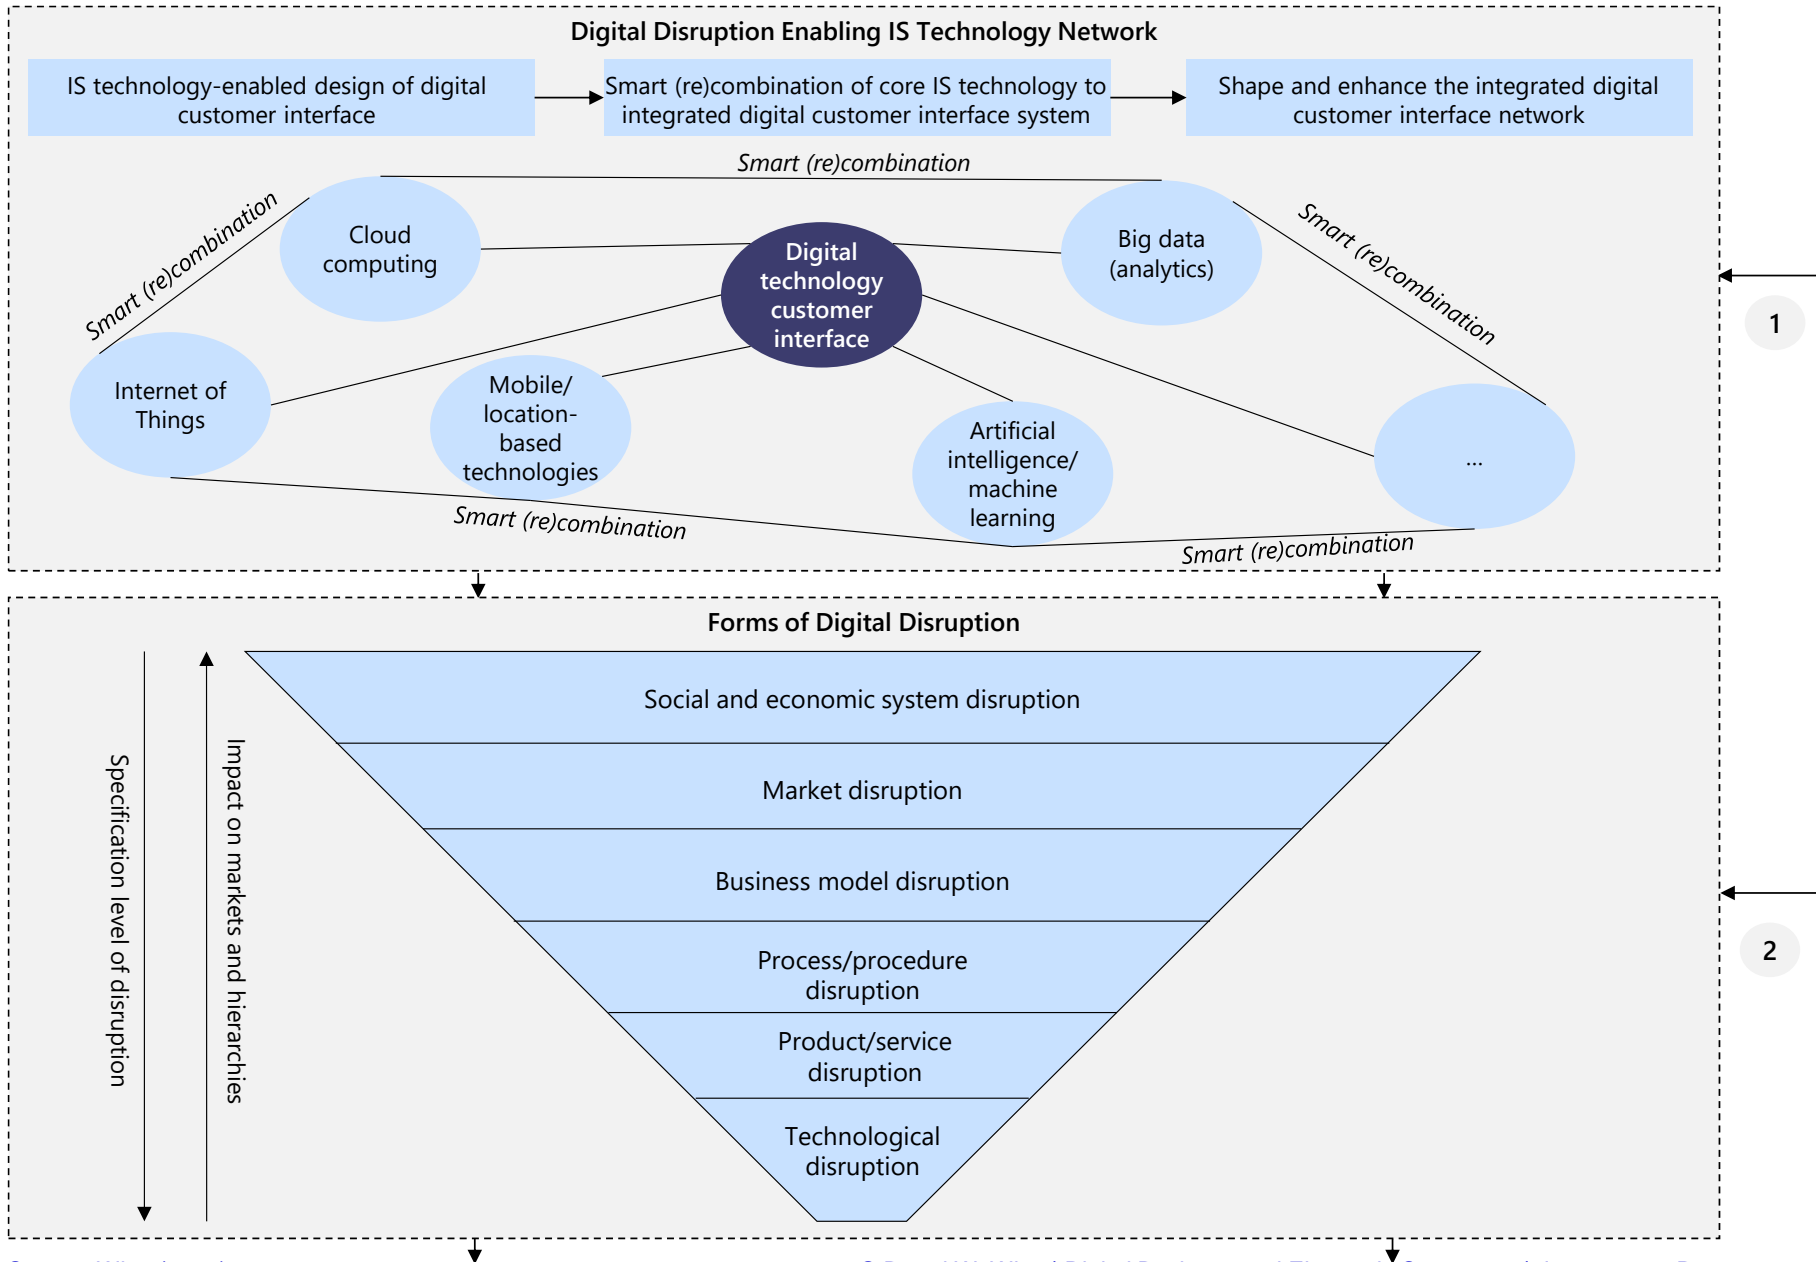 Digital Disruption Enabling IS Technology Network
IS technology-enabled design of digital
customer interface
Smart (re)combination of core IS technology to
integrated digital customer interface system
Shape and enhance the integrated digital
customer interface network
Smart (re)combination
Smart (re)combination
Smart (re)combination
Cloud
computing
Digital
technology
customer
interface
Big data
(analytics)
1
Internet of
Things
Mobile/
location-
based
technologies
Artificial
intelligence/
machine
learning
...
Smart (re)combination
Smart (re)combination
Forms of Digital Disruption
Specification level of disruption
Impact on markets and hierarchies
Social and economic system disruption
Market disruption
Business model disruption
Process/procedure
disruption
Product/service
disruption
Technological
disruption
2